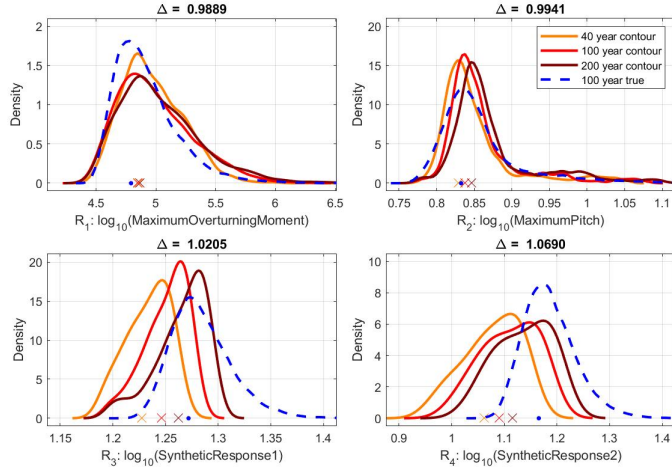 Δ = 0.9889
Δ = 0.9941
2
1.5
1
0.5
0
Density
4.5
5
5.5
6
6.5
R1: log10(MaximumOverturningMoment)
20
15
10
5
0
Density
40 year contour
100 year contour
200 year contour
100 year true
0.75
0.8
0.85
0.9
0.95
1
1.05
1.1
R2: log10(MaximumPitch)
Δ = 1.0205
Δ = 1.0690
20
15
10
5
0
Density
1.15
1.2
1.25
1.3
1.35
1.4
R3: log10(SyntheticResponse1)
10
8
6
4
2
0
Density
0.9
1
1.1
1.2
1.3
1.4
R4: log10(SyntheticResponse2)